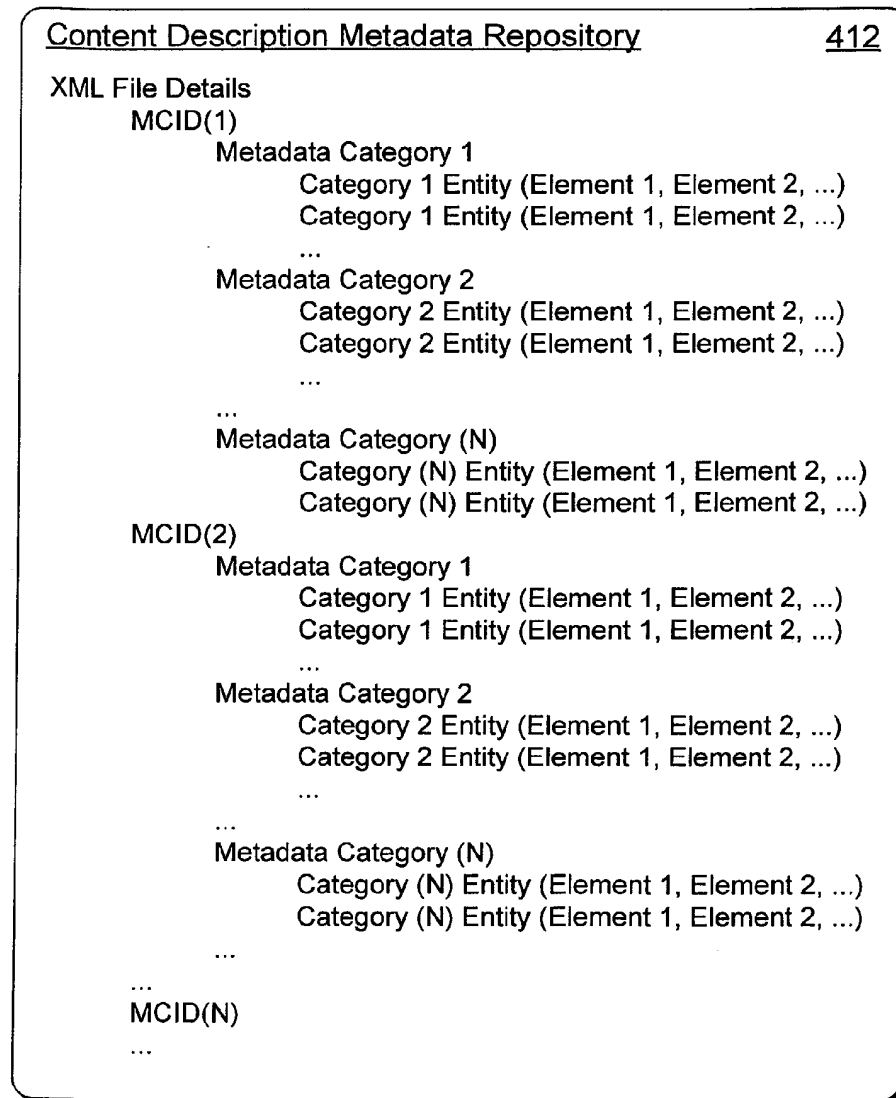 Content Description Metadata Repository 412
XML File Details
MCID(1)
Metadata Category 1
Category 1 Entity (Element 1, Element 2, ...)
Category 1 Entity (Element 1, Element 2, ...)
...
Metadata Category 2
Category 2 Entity (Element 1, Element 2, ...)
Category 2 Entity (Element 1, Element 2, ...)
...
...
Metadata Category (N)
Category (N) Entity (Element 1, Element 2, ...)
Category (N) Entity (Element 1, Element 2, ...)
MCID(2)
Metadata Category 1
Category 1 Entity (Element 1, Element 2, ...)
Category 1 Entity (Element 1, Element 2, ...)
...
Metadata Category 2
Category 2 Entity (Element 1, Element 2, ...)
Category 2 Entity (Element 1, Element 2, ...)
...
...
Metadata Category (N)
Category (N) Entity (Element 1, Element 2, ...)
Category (N) Entity (Element 1, Element 2, ...)
...
...
MCID(N)
...